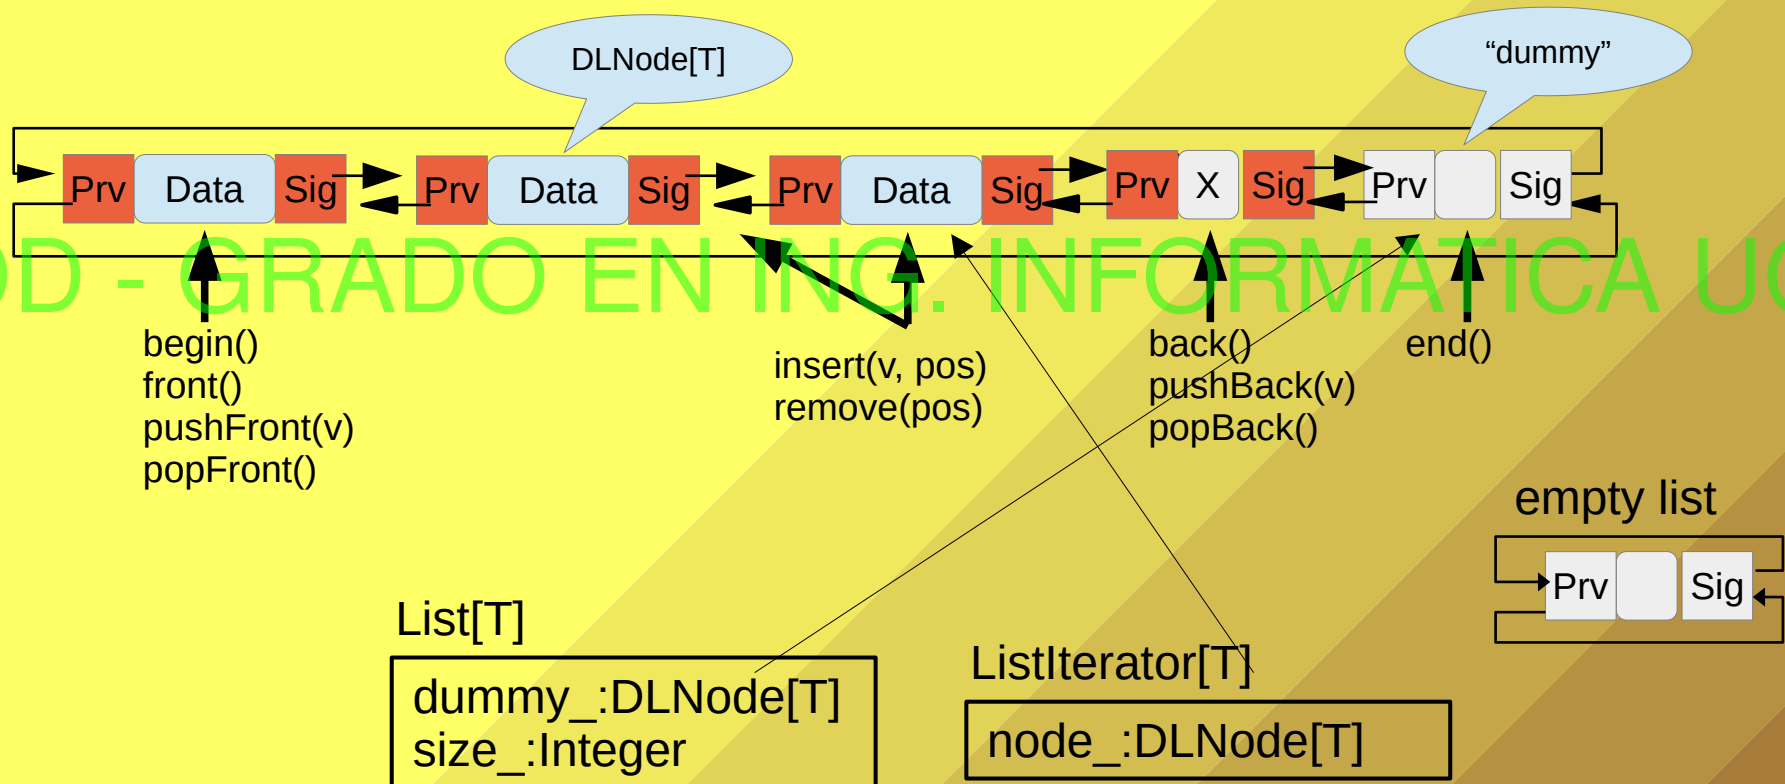 DLNode[T]
“dummy”
Prv Data Sig Prv Data Sig Prv Data Sig Prv X Sig Prv Sig
D - GRADO EN ING. INFORMATICA
begin()
front()
pushFront(v)
popFront()
insert(v, pos)
remove(pos)
back()
pushBack(v)
popBack()
end()
empty list
Prv Sig
List[T]
dummy_:DLNode[T]
size_:Integer
ListIterator[T]
node_:DLNode[T]